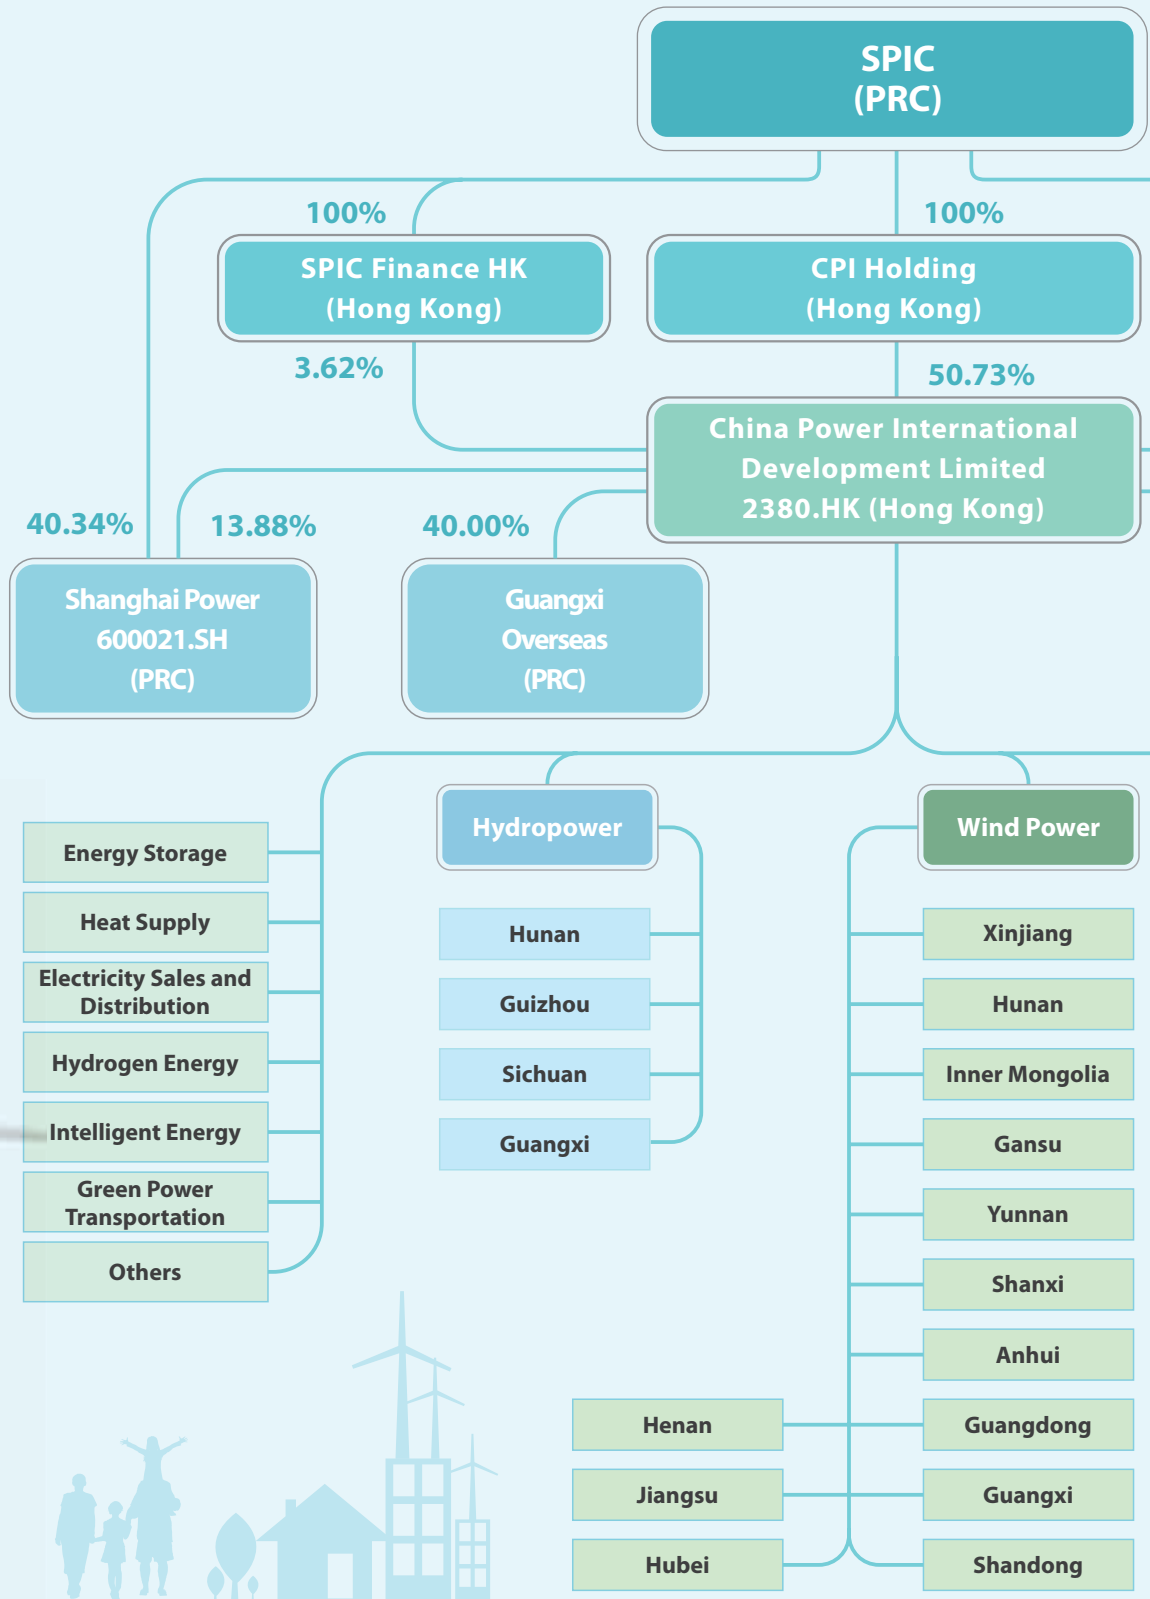 SPIC
(PRC)
100%
100%
SPIC Finance HK
(Hong Kong)
CPI Holding
(Hong Kong)
3.62%
50.73%
China Power International
Development Limited
2380.HK (Hong Kong)
40.34%
13.88%
40.00%
Shanghai Power
600021.SH
(PRC)
Guangxi
Overseas
(PRC)
Energy Storage
Heat Supply
Electricity Sales and
Distribution
Hydrogen Energy
Intelligent Energy
Green Power
Transportation
Others
Hydropower
Hunan
Guizhou
Sichuan
Guangxi
Wind Power
Xinjiang
Hunan
Inner Mongolia
Gansu
Yunnan
Shanxi
Anhui
Henan
Guangdong
Jiangsu
Guangxi
Hubei
Shandong